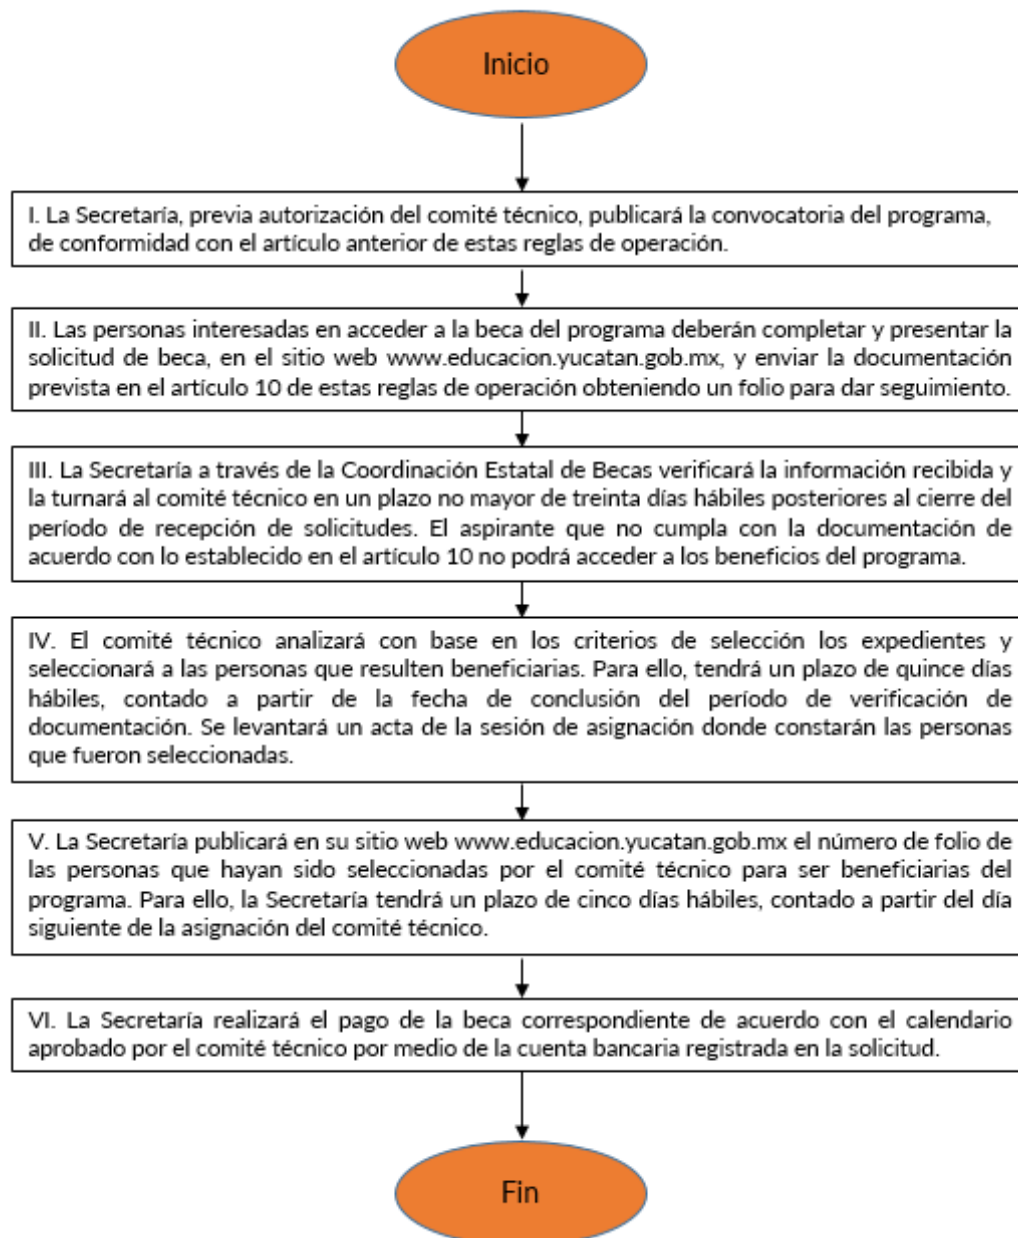 Inicio
I. La Secretaría, previa autorización del comité técnico, publicará la convocatoria del programa,
de conformidad con el artículo anterior de estas reglas de operación.
II. Las personas interesadas en acceder a la beca del programa deberán completar y presentar la
solicitud de beca, en el sitio web www.educacion.yucatan.gob.mx, y enviar la documentación
prevista en el artículo 10 de estas reglas de operación obteniendo un folio para dar seguimiento.
III. La Secretaría a través de la Coordinación Estatal de Becas verificará la información recibida y
la turnará al comité técnico en un plazo no mayor de treinta días hábiles posteriores al cierre del
período de recepción de solicitudes. El aspirante que no cumpla con la documentación de
acuerdo con lo establecido en el artículo 10 no podrá acceder a los beneficios del programa.
IV. El comité técnico analizará con base en los criterios de selección los expedientes y
seleccionará a las personas que resulten beneficiarias. Para ello, tendrá un plazo de quince días
hábiles, contado a partir de la fecha de conclusión del período de verificación de
documentación. Se levantará un acta de la sesión de asignación donde constarán las personas
que fueron seleccionadas.
V. La Secretaría publicará en su sitio web www.educacion.yucatan.gob.mx el número de folio de
las personas que hayan sido seleccionadas por el comité técnico para ser beneficiarias del
programa. Para ello, la Secretaría tendrá un plazo de cinco días hábiles, contado a partir del día
siguiente de la asignación del comité técnico.
VI. La Secretaría realizará el pago de la beca correspondiente de acuerdo con el calendario
aprobado por el comité técnico por medio de la cuenta bancaria registrada en la solicitud.
Fin